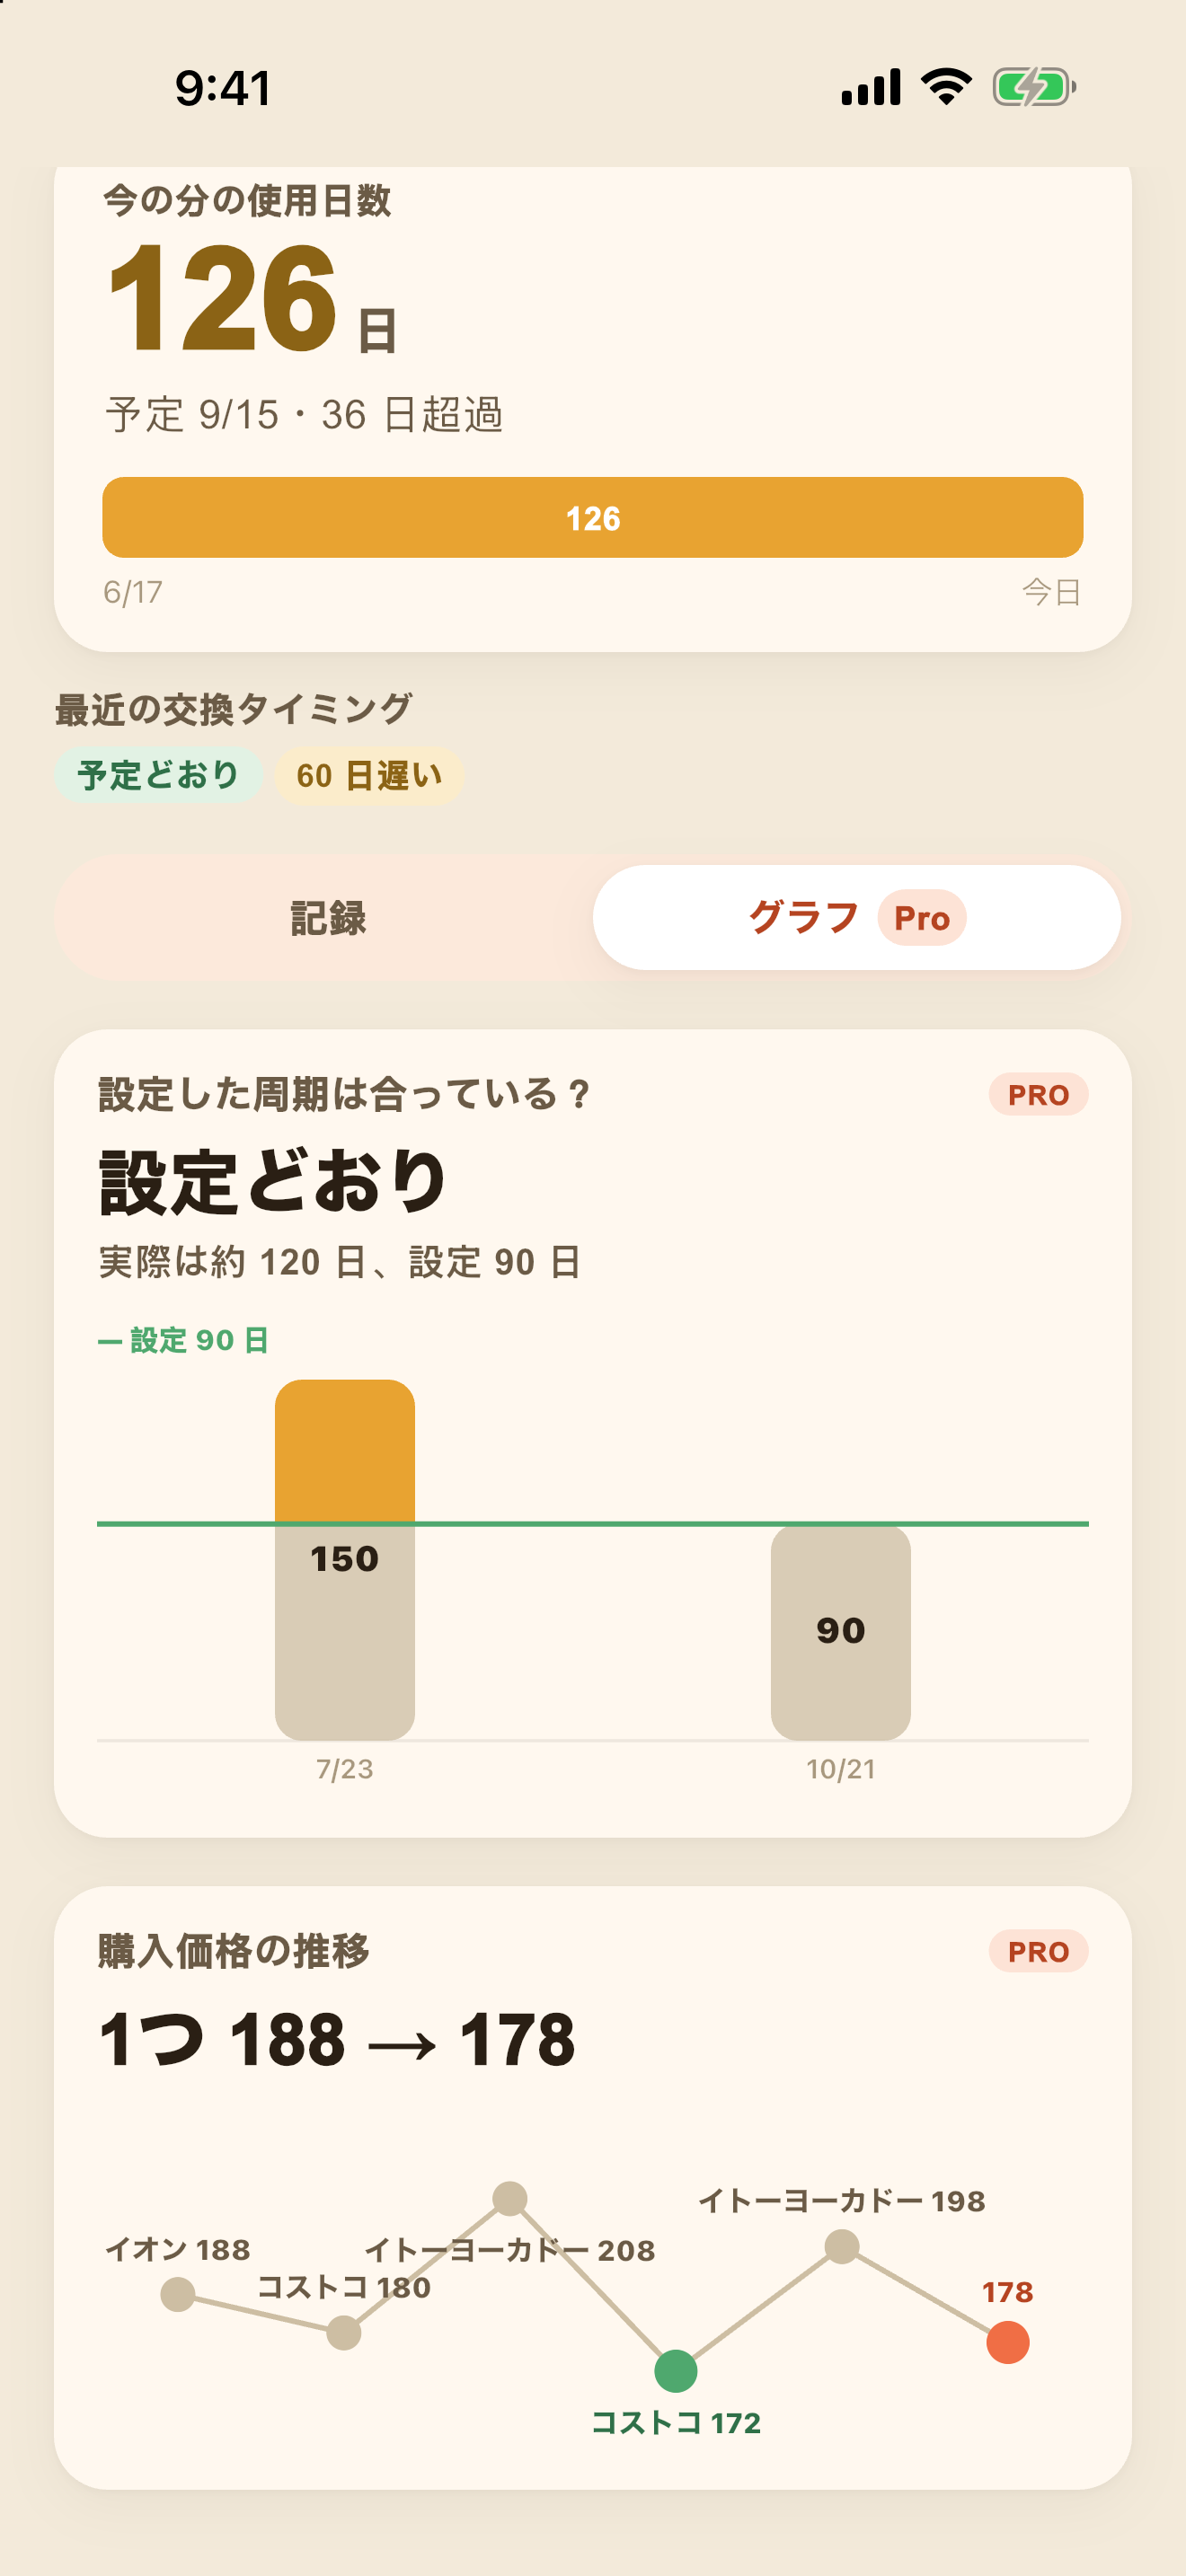 9:41
今の分の使用日数
126 日
予定 9/15・36 日超過
126
6/17 今日
最近の交換タイミング
予定どおり 60 日遅い
記録 グラフ Pro
設定した周期は合っている？ PRO
設定どおり
実際は約 120 日、設定 90 日
— 設定 90 日
150
90
7/23 10/21
購入価格の推移 PRO
1つ 188 → 178
イトーヨーカドー 198
イオン 188 イトーヨーカドー 208
コストコ 180 178
コストコ 172